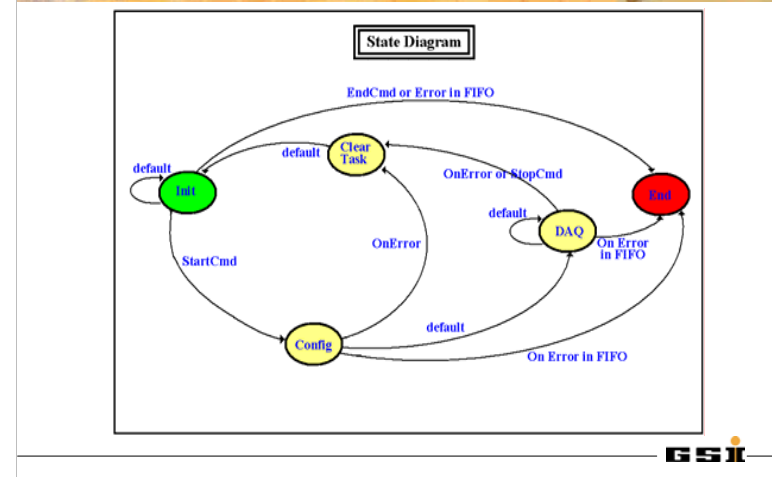 State Diagram
EndCmd or Error in FIFO
Clear
Task
default
default
OnError or StopCmd
Init
End
default
DAQ
On Error
in FIFO
OnError
StartCmd
default
Config
On Error in FIFO
GSI